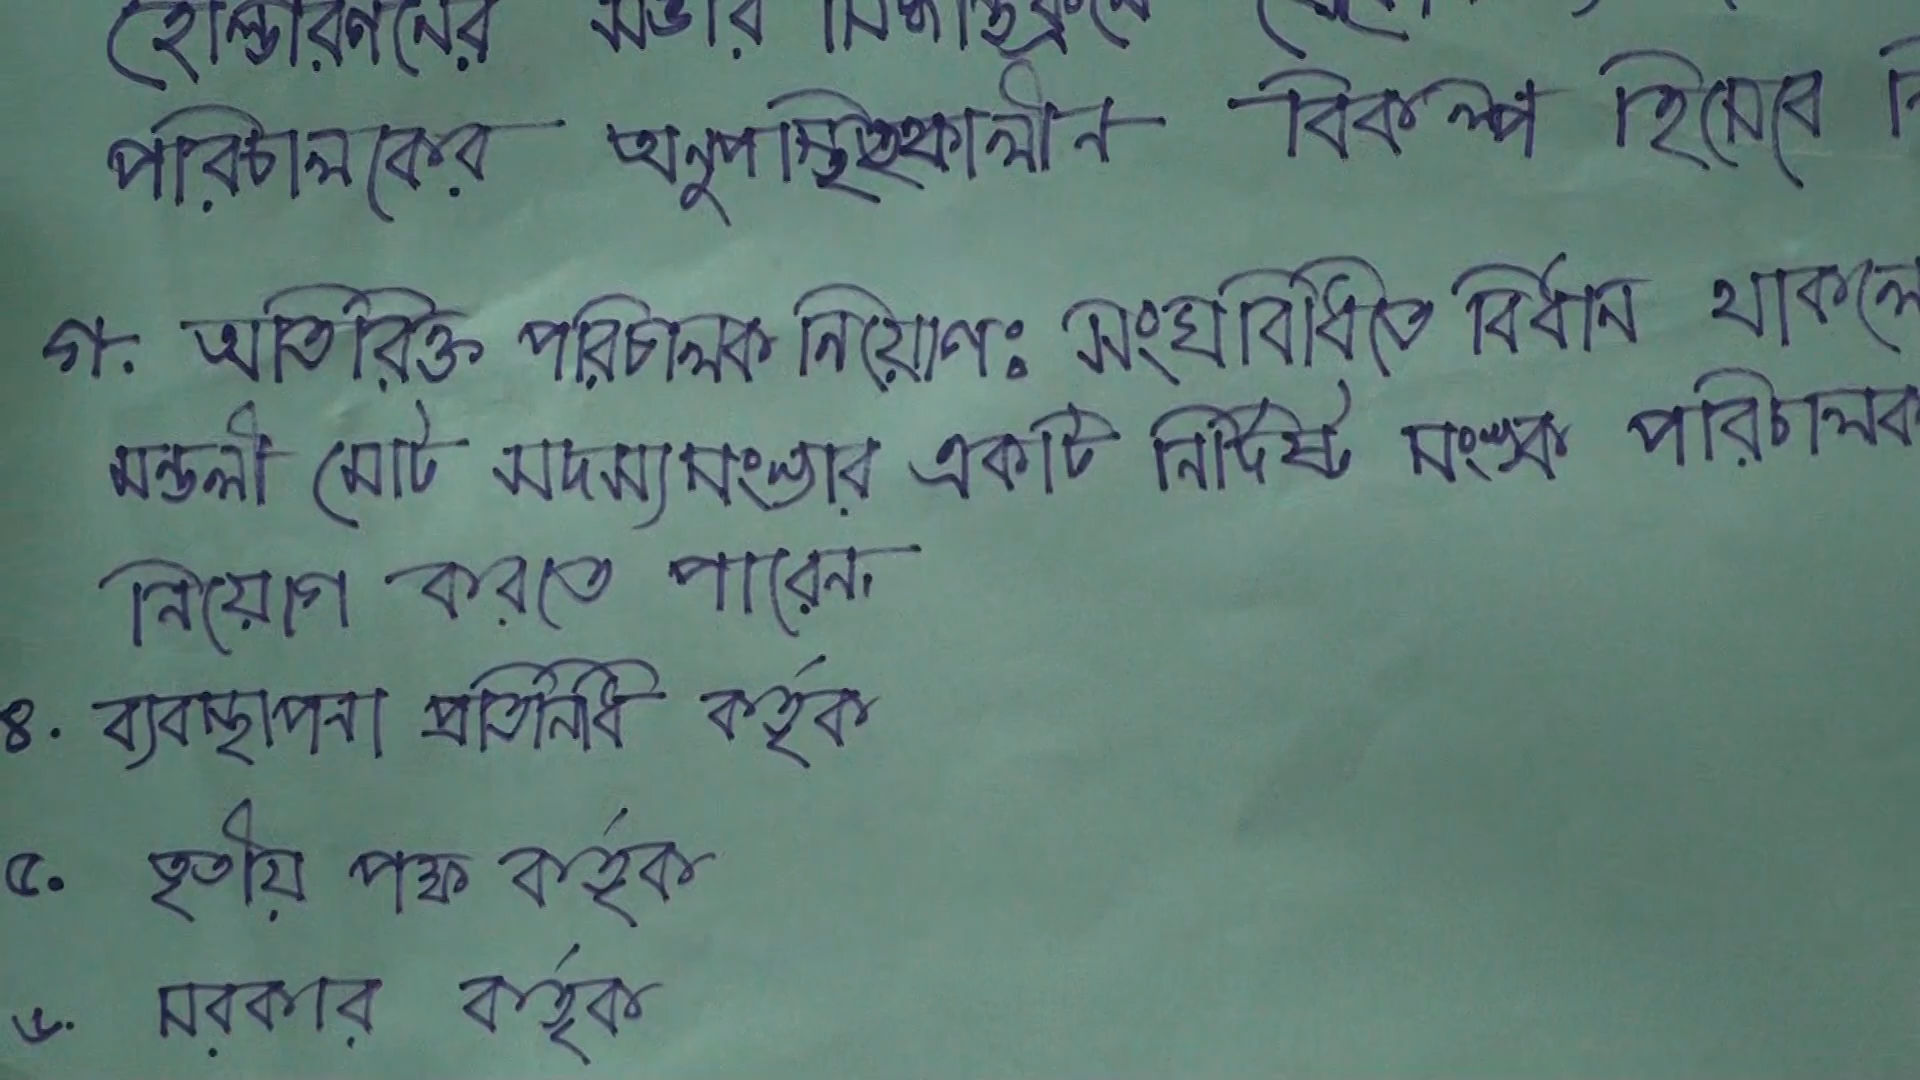 হোল্ডারগনের সভার সিদ্ধান্তক্রমে
পরিচালকের অনুপস্থিতিকালীন বিকল্প হিসেবে
গ. অতিরিক্ত পরিচালক নিয়োগ: সংঘবিধিতে বিধান থাকলে
মন্ডলী মোট সদস্যসংখ্যার একটি নির্দিষ্ট সংখ্যক পরিচালক
নিয়োগ করতে পারেন।
৪. ব্যবস্থাপনা প্রতিনিধি কর্তৃক
৫. তৃতীয় পক্ষ কর্তৃক
৬. সরকার কর্তৃক